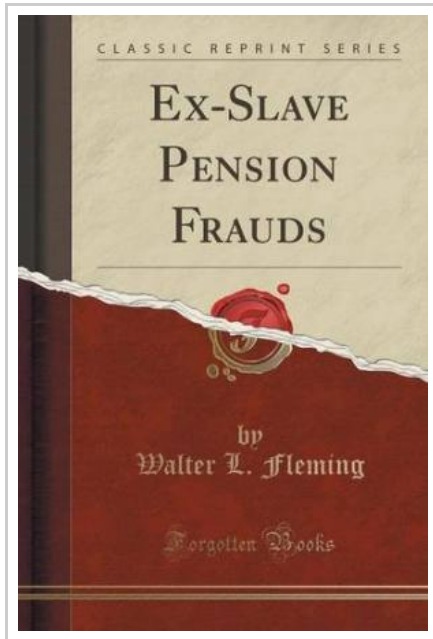 CLASSIC REPRINT SERIES
EX-SLAVE
PENSION
FRAUDS
by
Walter L. Fleming
Forgotten Books